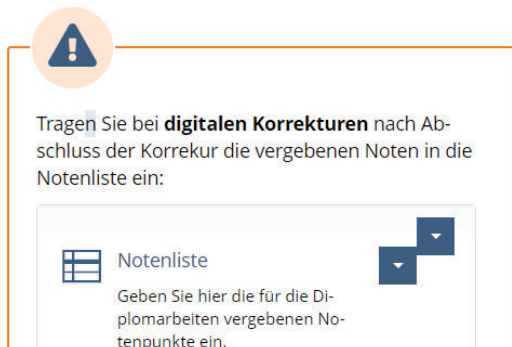 Tragen Sie bei digitalen Korrekturen nach Ab-
schluss der Korrekur die vergebenen Noten in die
Notenliste ein:
Notenliste
Geben Sie hier die für die Di-
plomarbeiten vergebenen No-
tenpunkte ein.